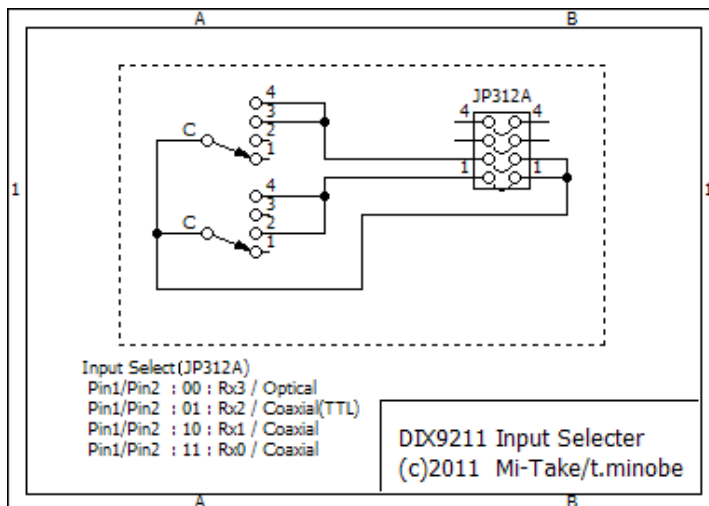 A B
4
3
C 2
1
4
3
C 2
1
JP312A
4 4
1 1
1 1
Input Select(JP312A)
Pin1/Pin2 : 00 : Rx3 / Optical
Pin1/Pin2 : 01 : Rx2 / Coaxial(TTL)
Pin1/Pin2 : 10 : Rx1 / Coaxial
Pin1/Pin2 : 11 : Rx0 / Coaxial
DIX9211 Input Selecter
(c)2011 Mi-Take/t.minobe
A B